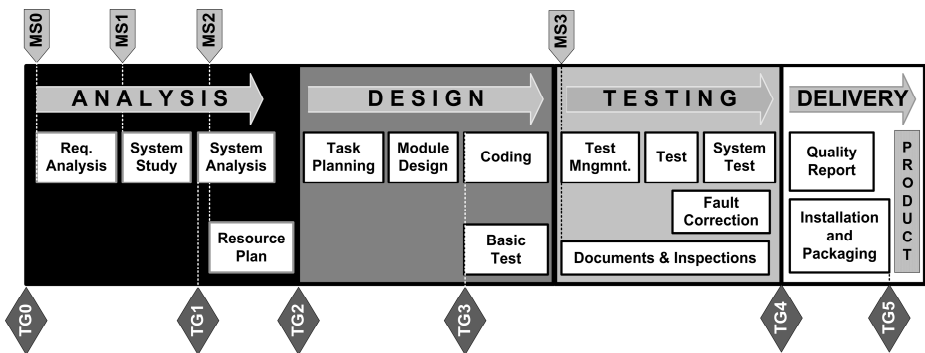 MS0
MS1
MS2
MS3
ANALYSIS
DESIGN
TESTING
DELIVERY
Req.
Analysis
System
Study
System
Analysis
Task
Planning
Module
Design
Coding
Test
Mngmnt.
Test
System
Test
Quality
Report
PRODUCT
Fault
Correction
Resource
Plan
Basic
Test
Documents & Inspections
Installation
and
Packaging
TG0
TG1
TG2
TG3
TG4
TG5